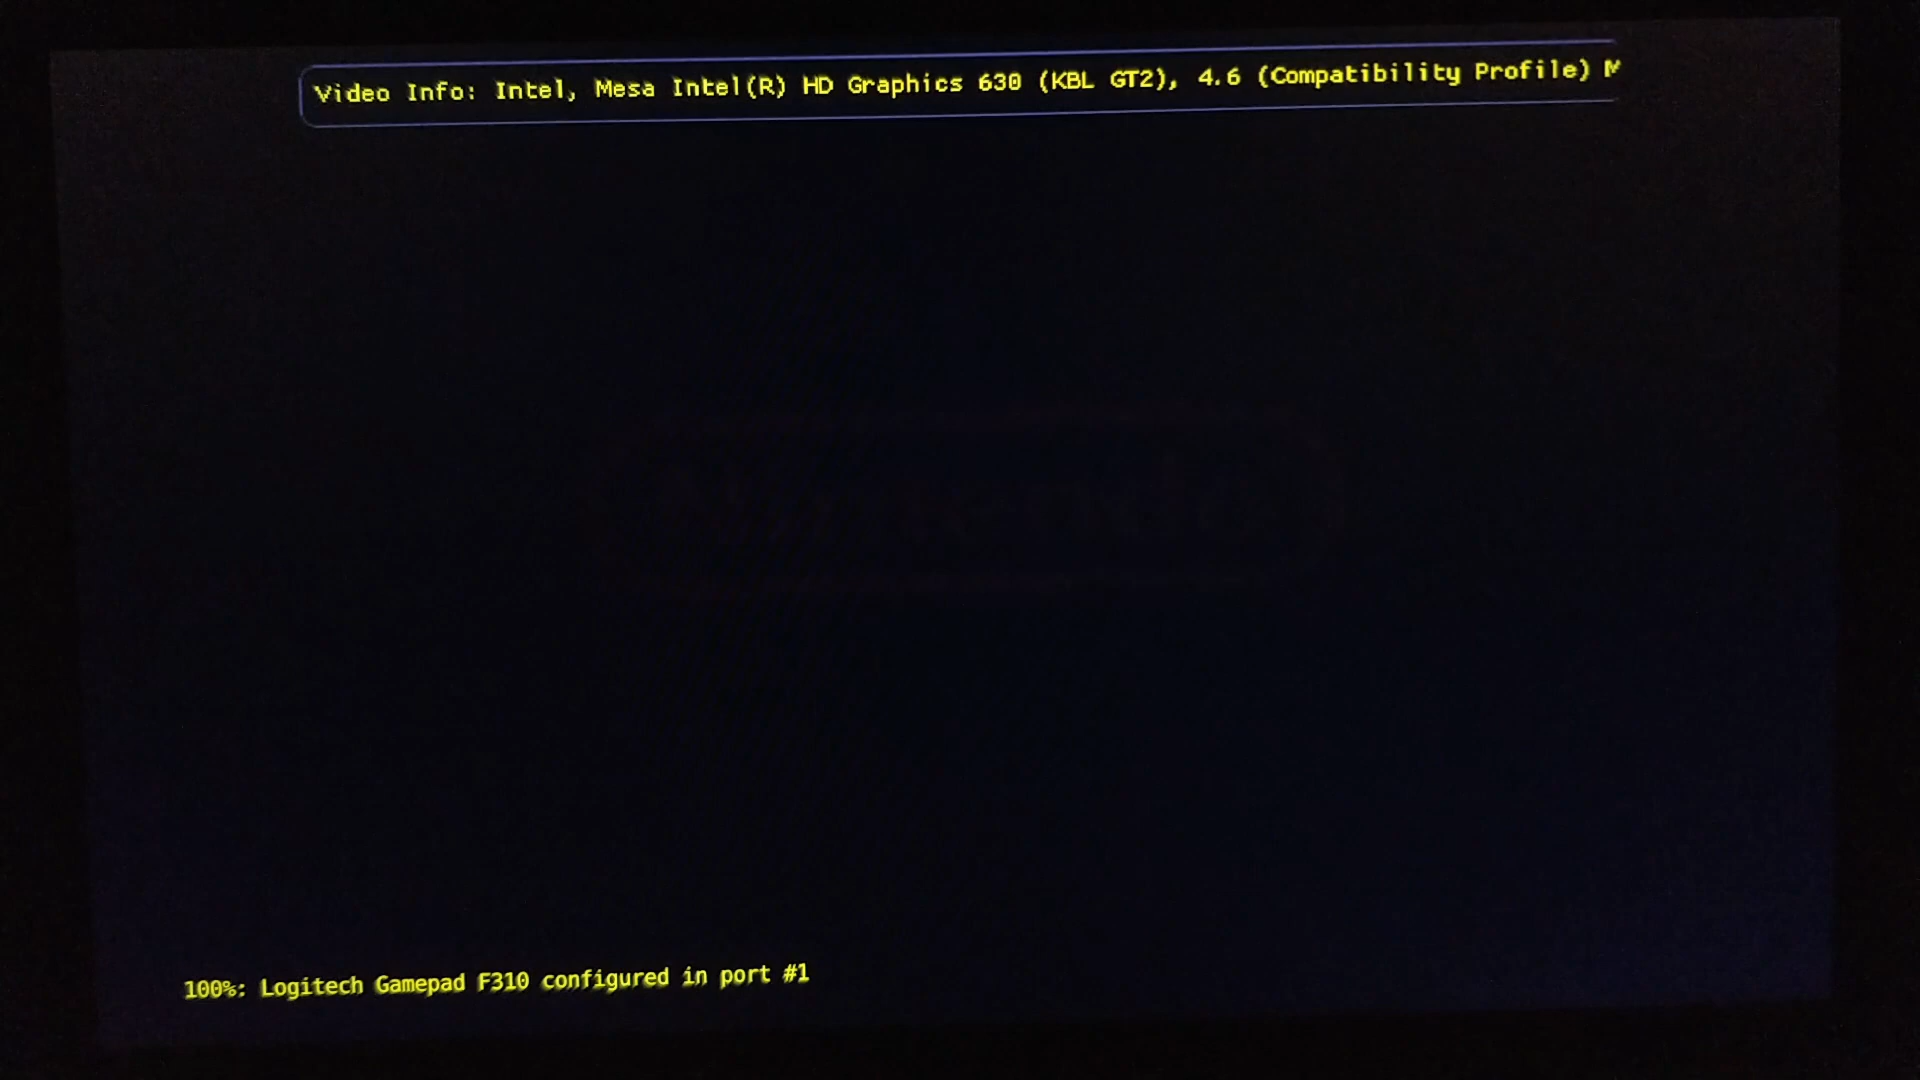 Video Info: Intel, Mesa Intel(R) HD Graphics 630 (KBL GT2), 4.6 (Compatibility Profile) M
100%: Logitech Gamepad F310 configured in port #1